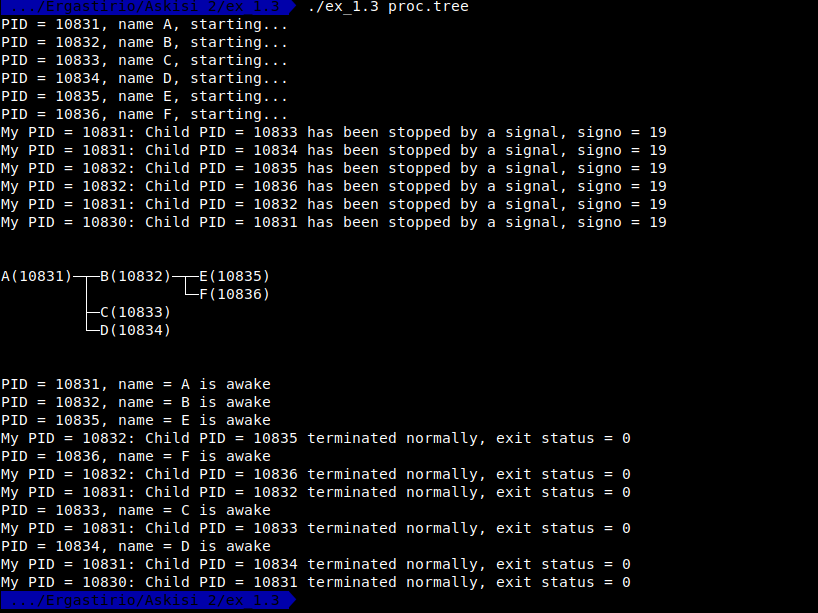 .../Ergastirio/Askisi 2/ex 1.3 ./ex_1.3 proc.tree
PID = 10831, name A, starting...
PID = 10832, name B, starting...
PID = 10833, name C, starting...
PID = 10834, name D, starting...
PID = 10835, name E, starting...
PID = 10836, name F, starting...
My PID = 10831: Child PID = 10833 has been stopped by a signal, signo = 19
My PID = 10831: Child PID = 10834 has been stopped by a signal, signo = 19
My PID = 10832: Child PID = 10835 has been stopped by a signal, signo = 19
My PID = 10832: Child PID = 10836 has been stopped by a signal, signo = 19
My PID = 10831: Child PID = 10832 has been stopped by a signal, signo = 19
My PID = 10830: Child PID = 10831 has been stopped by a signal, signo = 19
A(10831)─┬─B(10832)─┬─E(10835)
         │          └─F(10836)
         ├─C(10833)
         └─D(10834)
PID = 10831, name = A is awake
PID = 10832, name = B is awake
PID = 10835, name = E is awake
My PID = 10832: Child PID = 10835 terminated normally, exit status = 0
PID = 10836, name = F is awake
My PID = 10832: Child PID = 10836 terminated normally, exit status = 0
My PID = 10831: Child PID = 10832 terminated normally, exit status = 0
PID = 10833, name = C is awake
My PID = 10831: Child PID = 10833 terminated normally, exit status = 0
PID = 10834, name = D is awake
My PID = 10831: Child PID = 10834 terminated normally, exit status = 0
My PID = 10830: Child PID = 10831 terminated normally, exit status = 0
.../Ergastirio/Askisi 2/ex 1.3